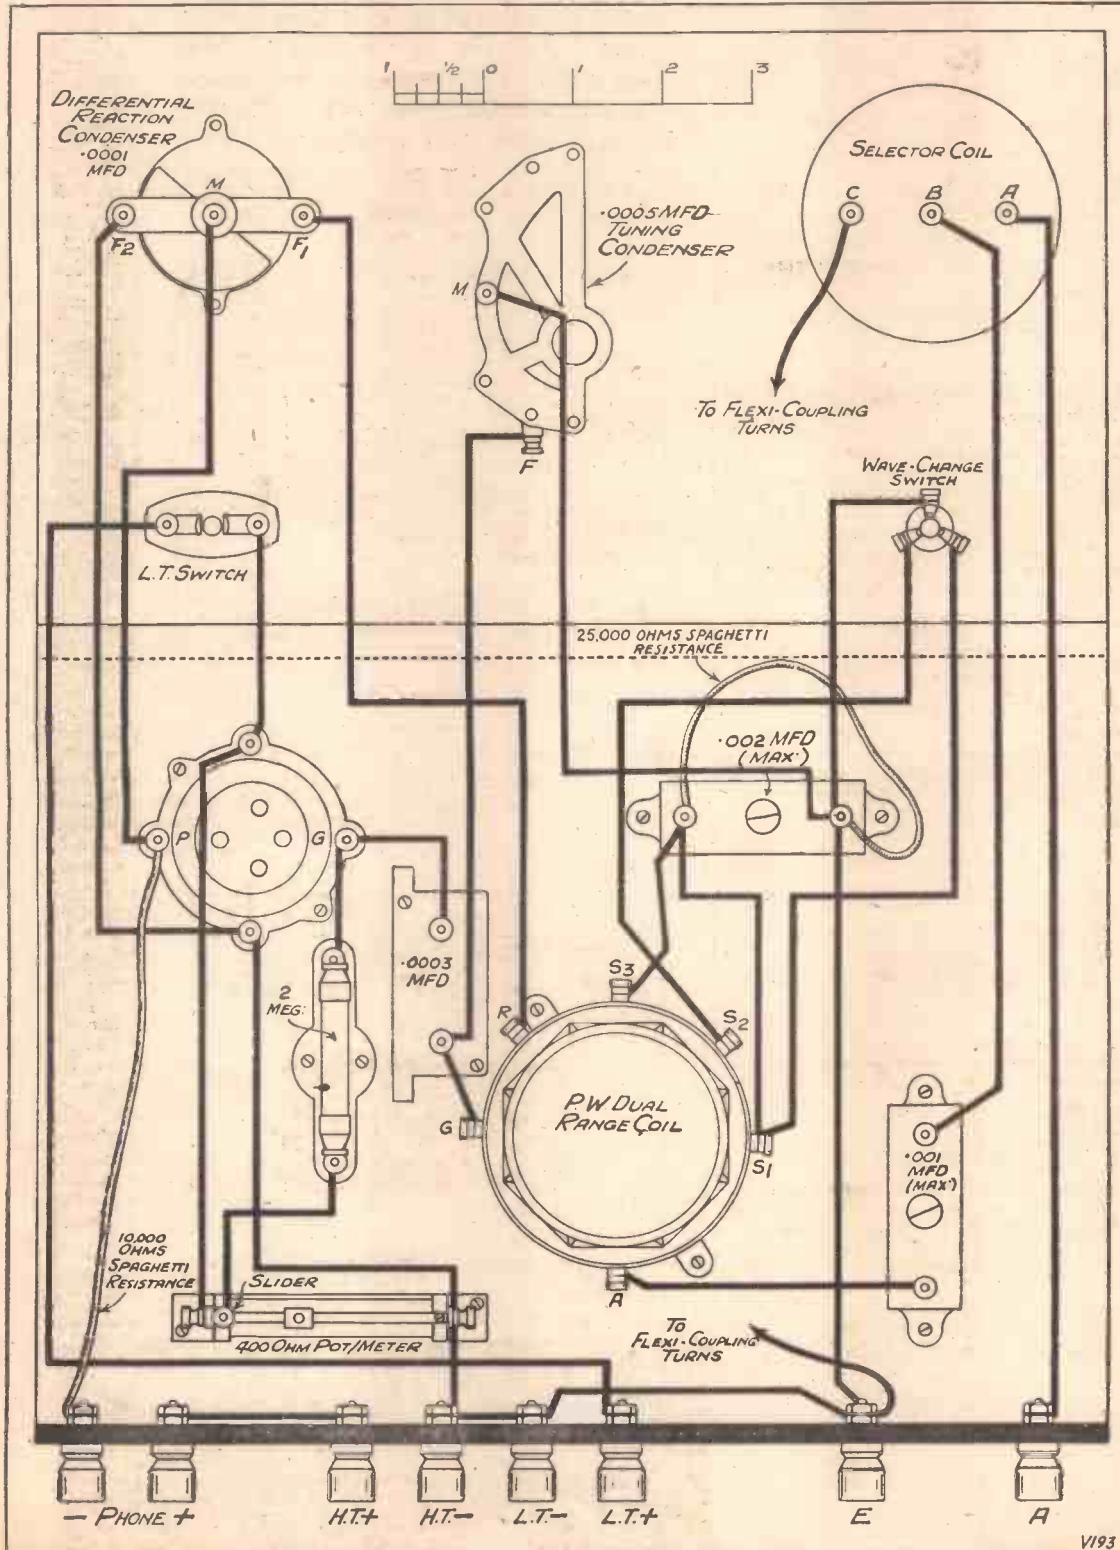 1 ½ 0 1 2 3
DIFFERENTIAL
REACTION
CONDENSER
.0001
MFD
M
F2
F1
.0005 MFD
TUNING
CONDENSER
M
F
SELECTOR COIL
C B A
TO FLEXI-COUPLING
TURNS
WAVE-CHANGE
SWITCH
L.T. SWITCH
25,000 OHMS SPAGHETTI
RESISTANCE
.002 MFD
(MAX.)
P
G
.0003
MFD
2
MEG.
R
S3
S2
G
P.W. DUAL
RANGE COIL
S1
A
.001
MFD
(MAX.)
10,000
OHMS
SPAGHETTI
RESISTANCE
SLIDER
400 OHM POT/METER
TO
FLEXI-COUPLING
TURNS
- PHONE +
H.T.+
H.T.-
L.T.-
L.T.+
E
A
V193